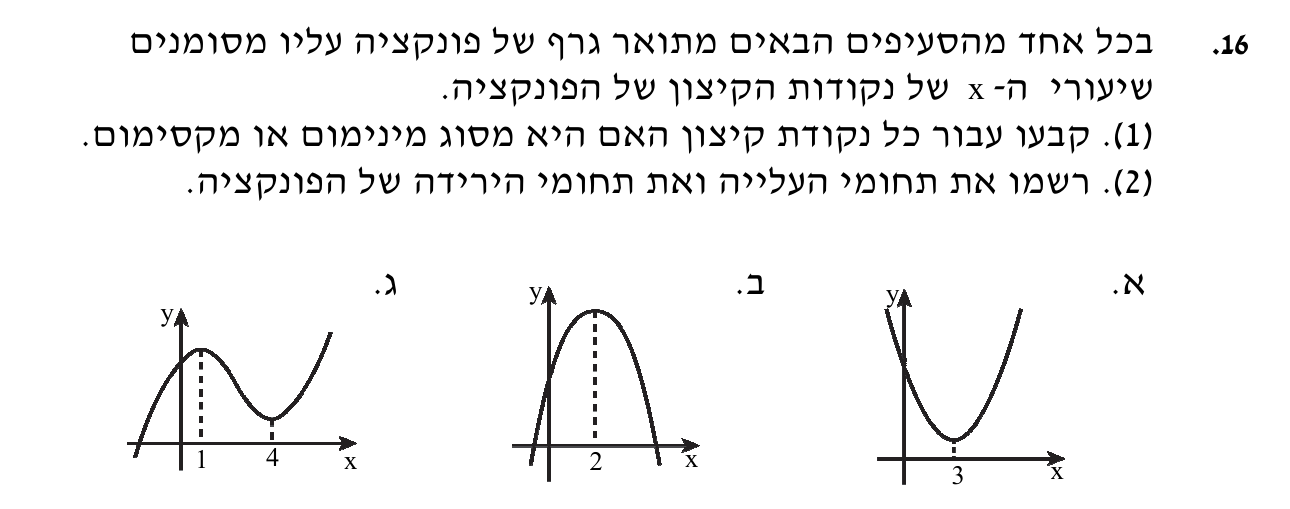 16. בכל אחד מהסעיפים הבאים מתואר גרף של פונקציה עליו מסומנים
שיעורי ה- x של נקודות הקיצון של הפונקציה.
(1). קבעו עבור כל נקודת קיצון האם היא מסוג מינימום או מקסימום.
(2). רשמו את תחומי העלייה ואת תחומי הירידה של הפונקציה.
א.
y
3
x
ב.
y
2
x
ג.
y
1
4
x